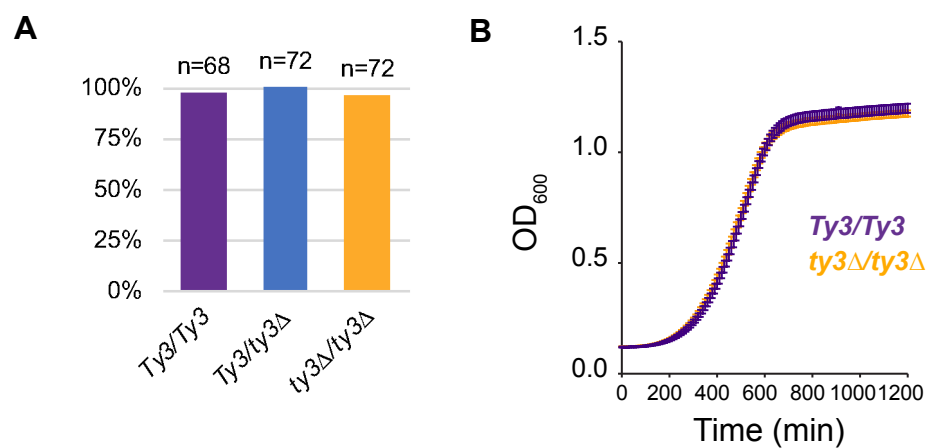 A
n=68 n=72 n=72
100%
75%
50%
25%
0%
Ty3/Ty3
Ty3/ty3Δ
ty3Δ/ty3Δ
B
1.5
1.0
0.5
0.0
OD600
Ty3/Ty3
ty3Δ/ty3Δ
0 200 400 600 800 1000 1200
Time (min)